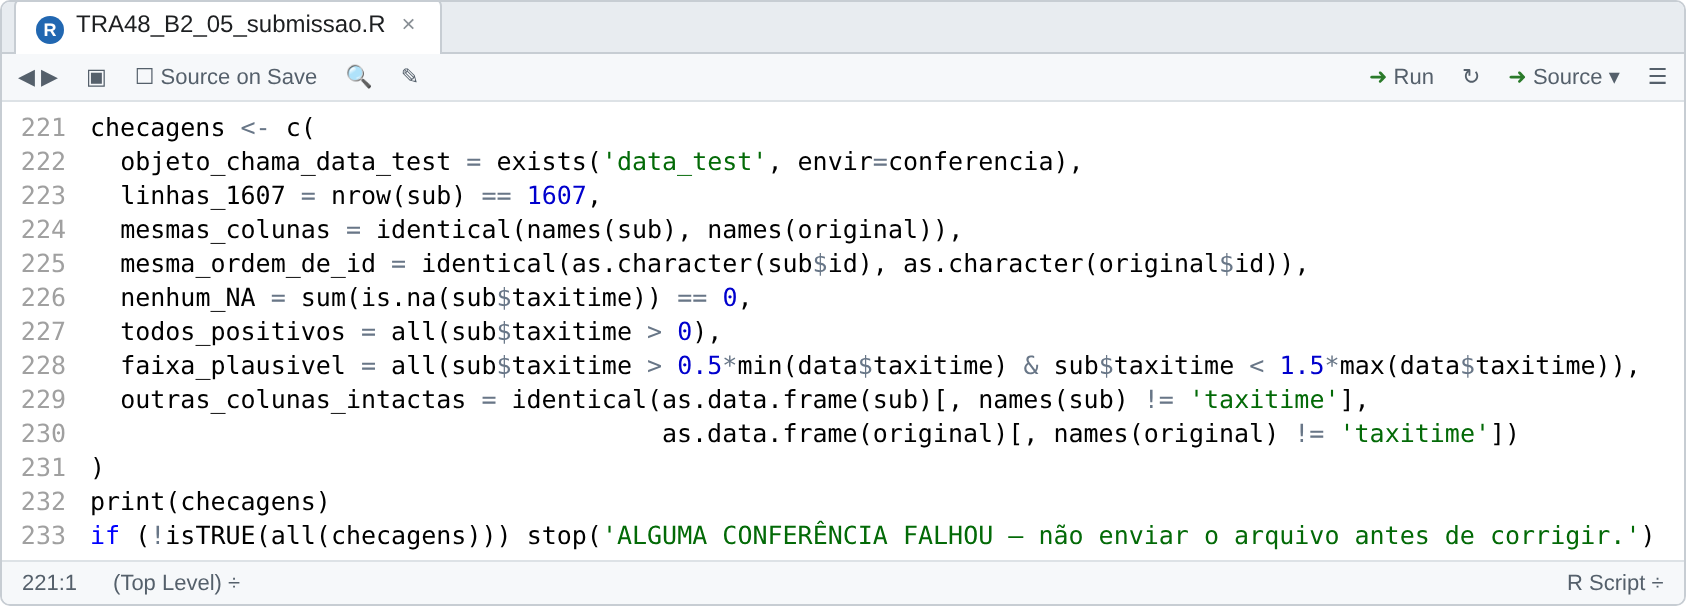 R TRA48_B2_05_submissao.R ×
Source on Save Run Source
221 checagens <- c(
222   objeto_chama_data_test = exists('data_test', envir=conferencia),
223   linhas_1607 = nrow(sub) == 1607,
224   mesmas_colunas = identical(names(sub), names(original)),
225   mesma_ordem_de_id = identical(as.character(sub$id), as.character(original$id)),
226   nenhum_NA = sum(is.na(sub$taxitime)) == 0,
227   todos_positivos = all(sub$taxitime > 0),
228   faixa_plausivel = all(sub$taxitime > 0.5*min(data$taxitime) & sub$taxitime < 1.5*max(data$taxitime)),
229   outras_colunas_intactas = identical(as.data.frame(sub)[, names(sub) != 'taxitime'],
230                                       as.data.frame(original)[, names(original) != 'taxitime'])
231 )
232 print(checagens)
233 if (!isTRUE(all(checagens))) stop('ALGUMA CONFERÊNCIA FALHOU — não enviar o arquivo antes de corrigir.')
221:1 (Top Level) ÷ R Script ÷